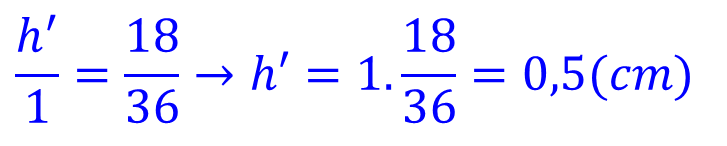 h′/1 = 18/36 → h′ = 1.18/36 = 0,5(cm)